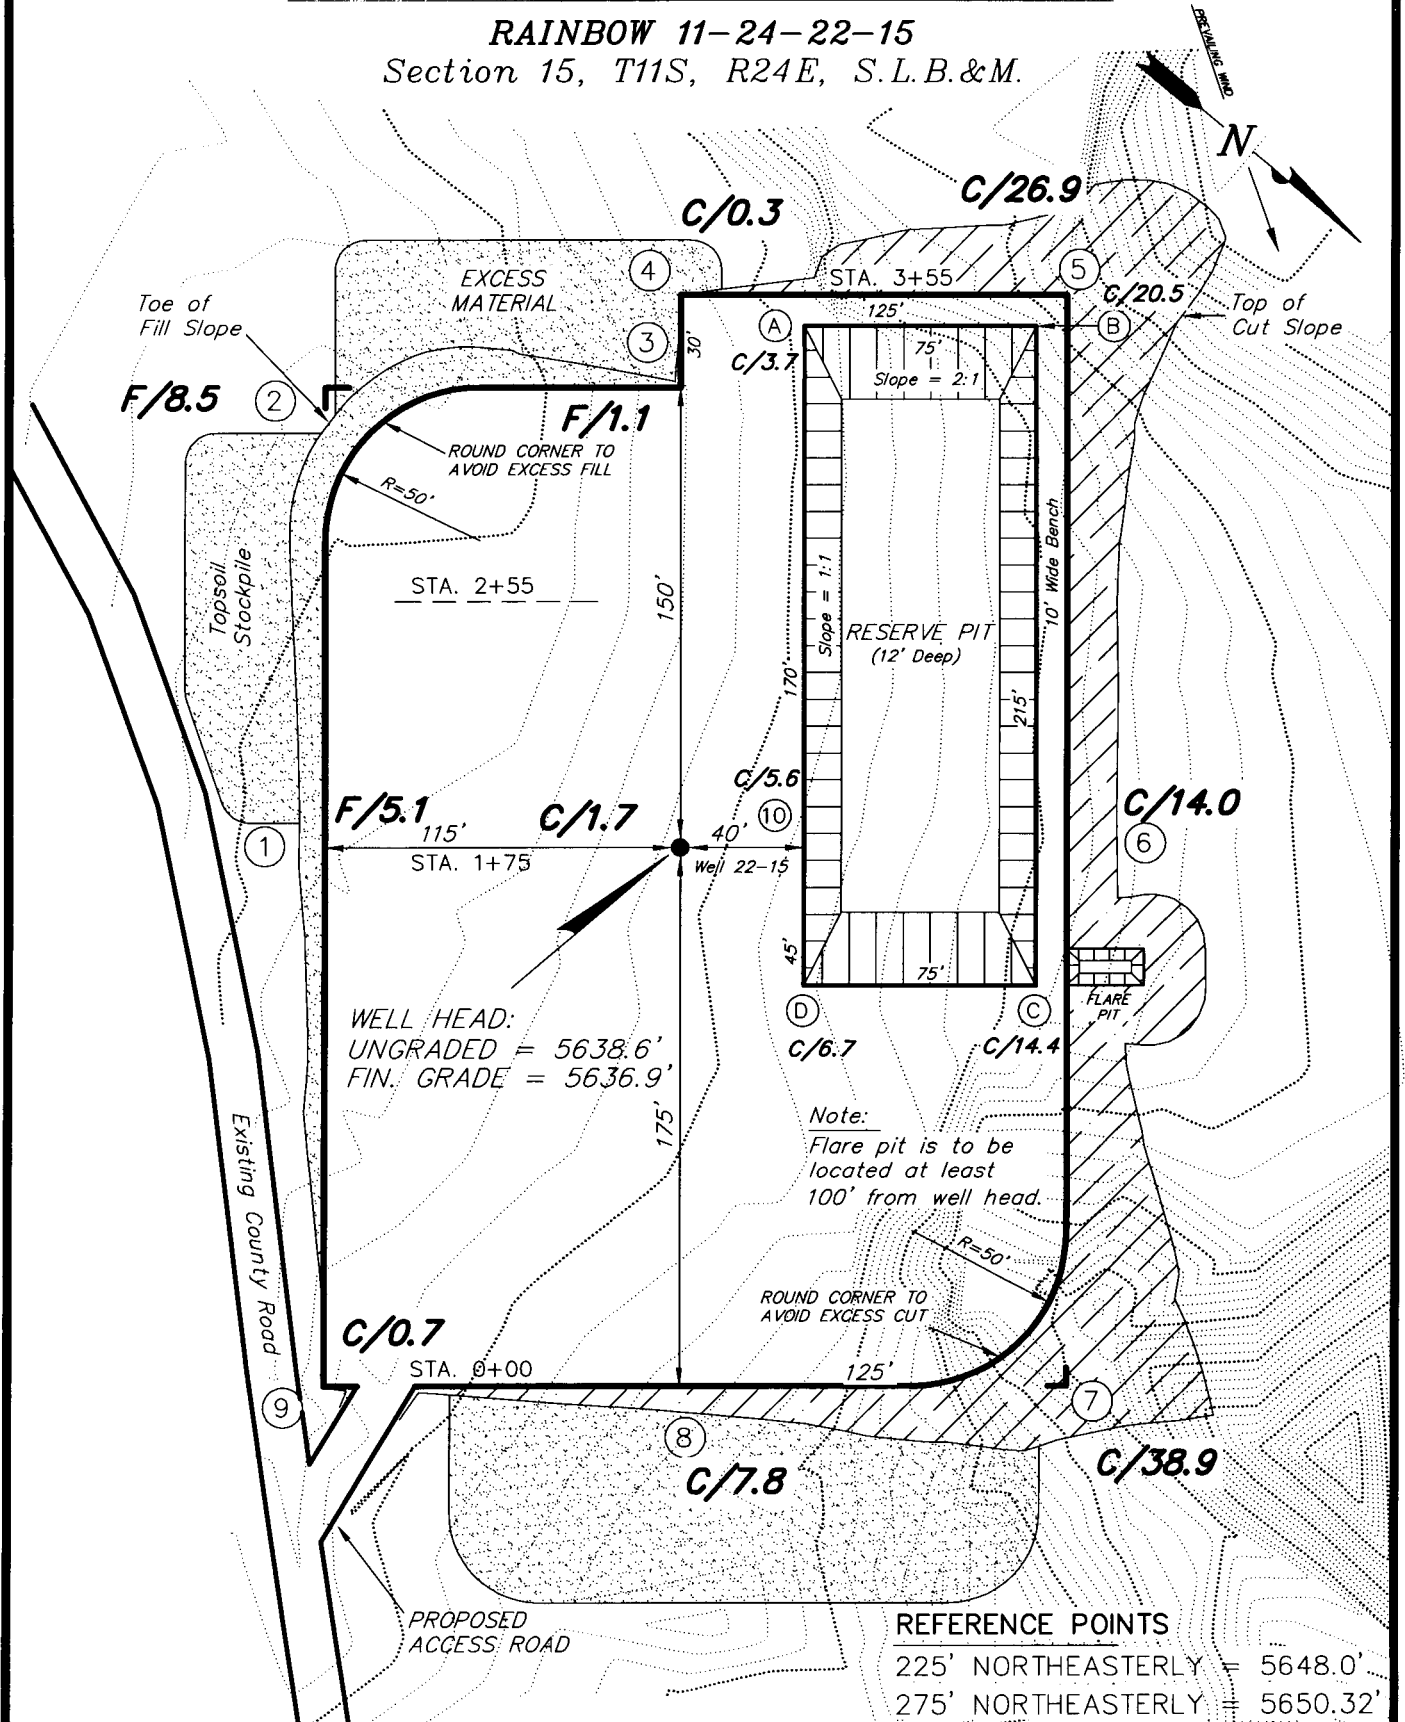 RAINBOW 11-24-22-15
Section 15, T11S, R24E, S.L.B.&M.
PREVAILING WIND
N
C/26.9
C/0.3
4
EXCESS
MATERIAL
STA. 3+55
5
C/20.5
Top of
Cut Slope
Toe of
Fill Slope
3
30'
A
125'
B
C/3.7
75'
Slope = 2:1
F/8.5
2
F/1.1
ROUND CORNER TO
AVOID EXCESS FILL
R=50'
Topsoil
Stockpile
STA. 2+55
150'
Slope = 1:1
10' Wide Bench
RESERVE PIT
(12' Deep)
170'
215'
C/5.6
10
F/5.1
115'
STA. 1+75
C/1.7
40'
Well 22-15
C/14.0
6
1
45'
75'
FLARE
PIT
D
C
C/6.7
C/14.4
WELL HEAD:
UNGRADED = 5638.6'
FIN. GRADE = 5636.9'
175'
Note:
Flare pit is to be
located at least
100' from well head.
Existing County Road
R=50'
ROUND CORNER TO
AVOID EXCESS CUT
C/0.7
STA. 0+00
125'
9
7
8
C/7.8
C/38.9
PROPOSED
ACCESS ROAD
REFERENCE POINTS
225' NORTHEASTERLY = 5648.0'
275' NORTHEASTERLY = 5650.32'